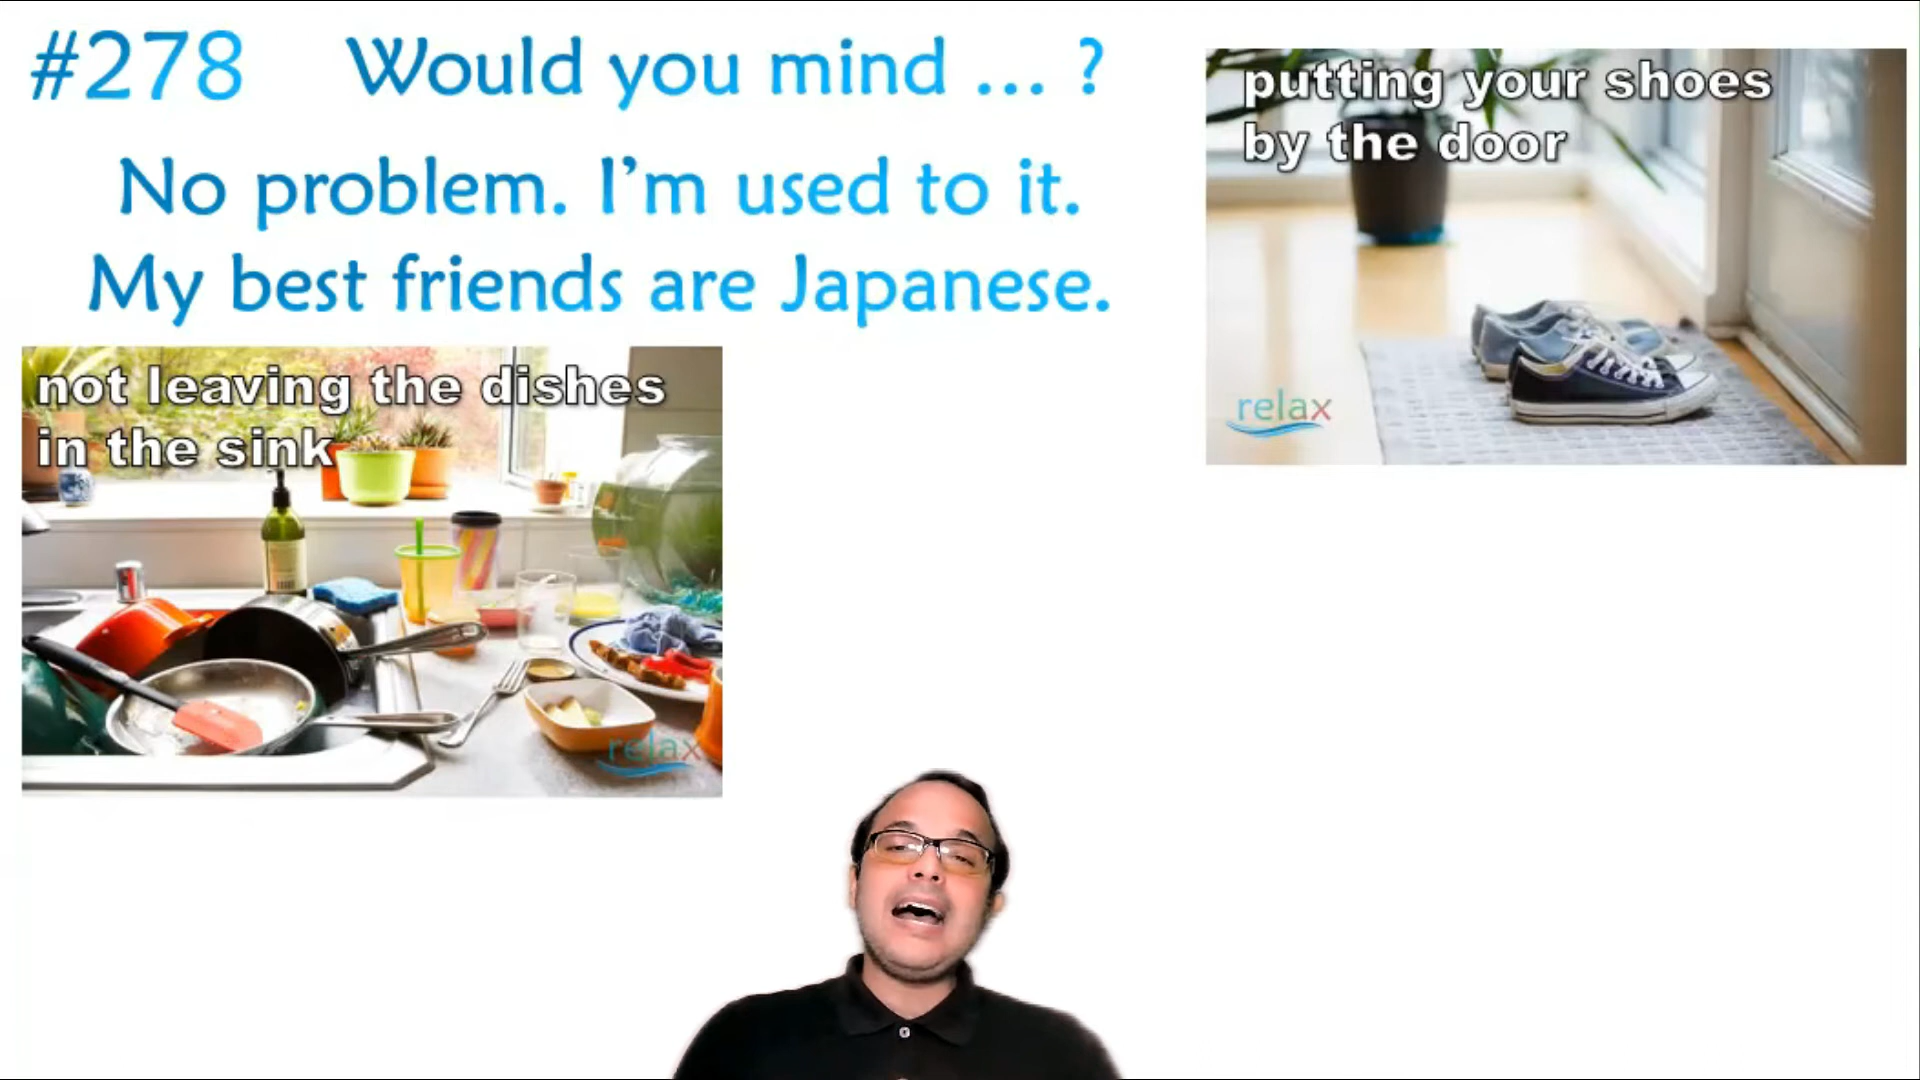 #278 Would you mind ... ?
No problem. I'm used to it.
My best friends are Japanese.
putting your shoes
by the door
relax
not leaving the dishes
in the sink
relax